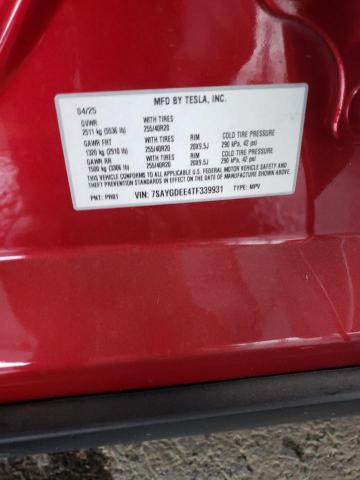 MFD BY TESLA, INC.
04/25
GVWR WITH TIRES
2511 kg (5536 lb) 255/40R20
GAWR FRT WITH TIRES RIM COLD TIRE PRESSURE
1320 kg (2910 lb) 255/40R20 20X9.5J 290 kPa, 42 psi
GAWR RR WITH TIRES RIM COLD TIRE PRESSURE
1500 kg (3306 lb) 255/40R20 20X9.5J 290 kPa, 42 psi
THIS VEHICLE CONFORMS TO ALL APPLICABLE U.S. FEDERAL MOTOR VEHICLE SAFETY AND
THEFT PREVENTION STANDARDS IN EFFECT ON THE DATE OF MANUFACTURE SHOWN ABOVE.
PNT: PR01 VIN: 7SAYGDEE4TF339931 TYPE: MPV